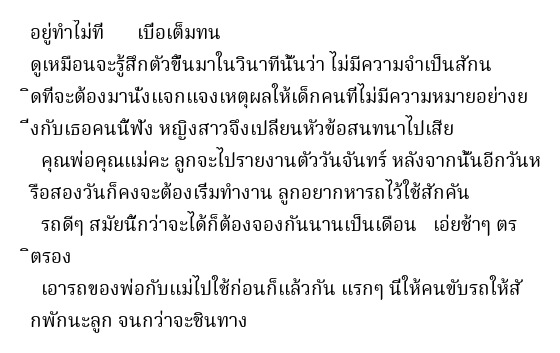 อยู่ทำไม่ที เบื่อเต็มทน
ดูเหมือนจะรู้สึกตัวขึ้นมาในวินาทีนั้นว่า ไม่มีความจำเป็นสักน
ิดที่จะต้องมานั่งแจกแจงเหตุผลให้เด็กคนที่ไม่มีความหมายอย่างย
ิ่งกับเธอคนนี้ฟัง หญิงสาวจึงเปลี่ยนหัวข้อสนทนาไปเสีย
คุณพ่อคุณแม่คะ ลูกจะไปรายงานตัววันจันทร์ หลังจากนั้นอีกวันห
รือสองวันก็คงจะต้องเริ่มทำงาน ลูกอยากหารถไว้ใช้สักคัน
รถดีๆ สมัยนี้กว่าจะได้ก็ต้องจองกันนานเป็นเดือน เอ่ยช้าๆ ตร
ิตรอง
เอารถของพ่อกับแม่ไปใช้ก่อนก็แล้วกัน แรกๆ นี่ให้คนขับรถให้สั
กพักนะลูก จนกว่าจะชินทาง